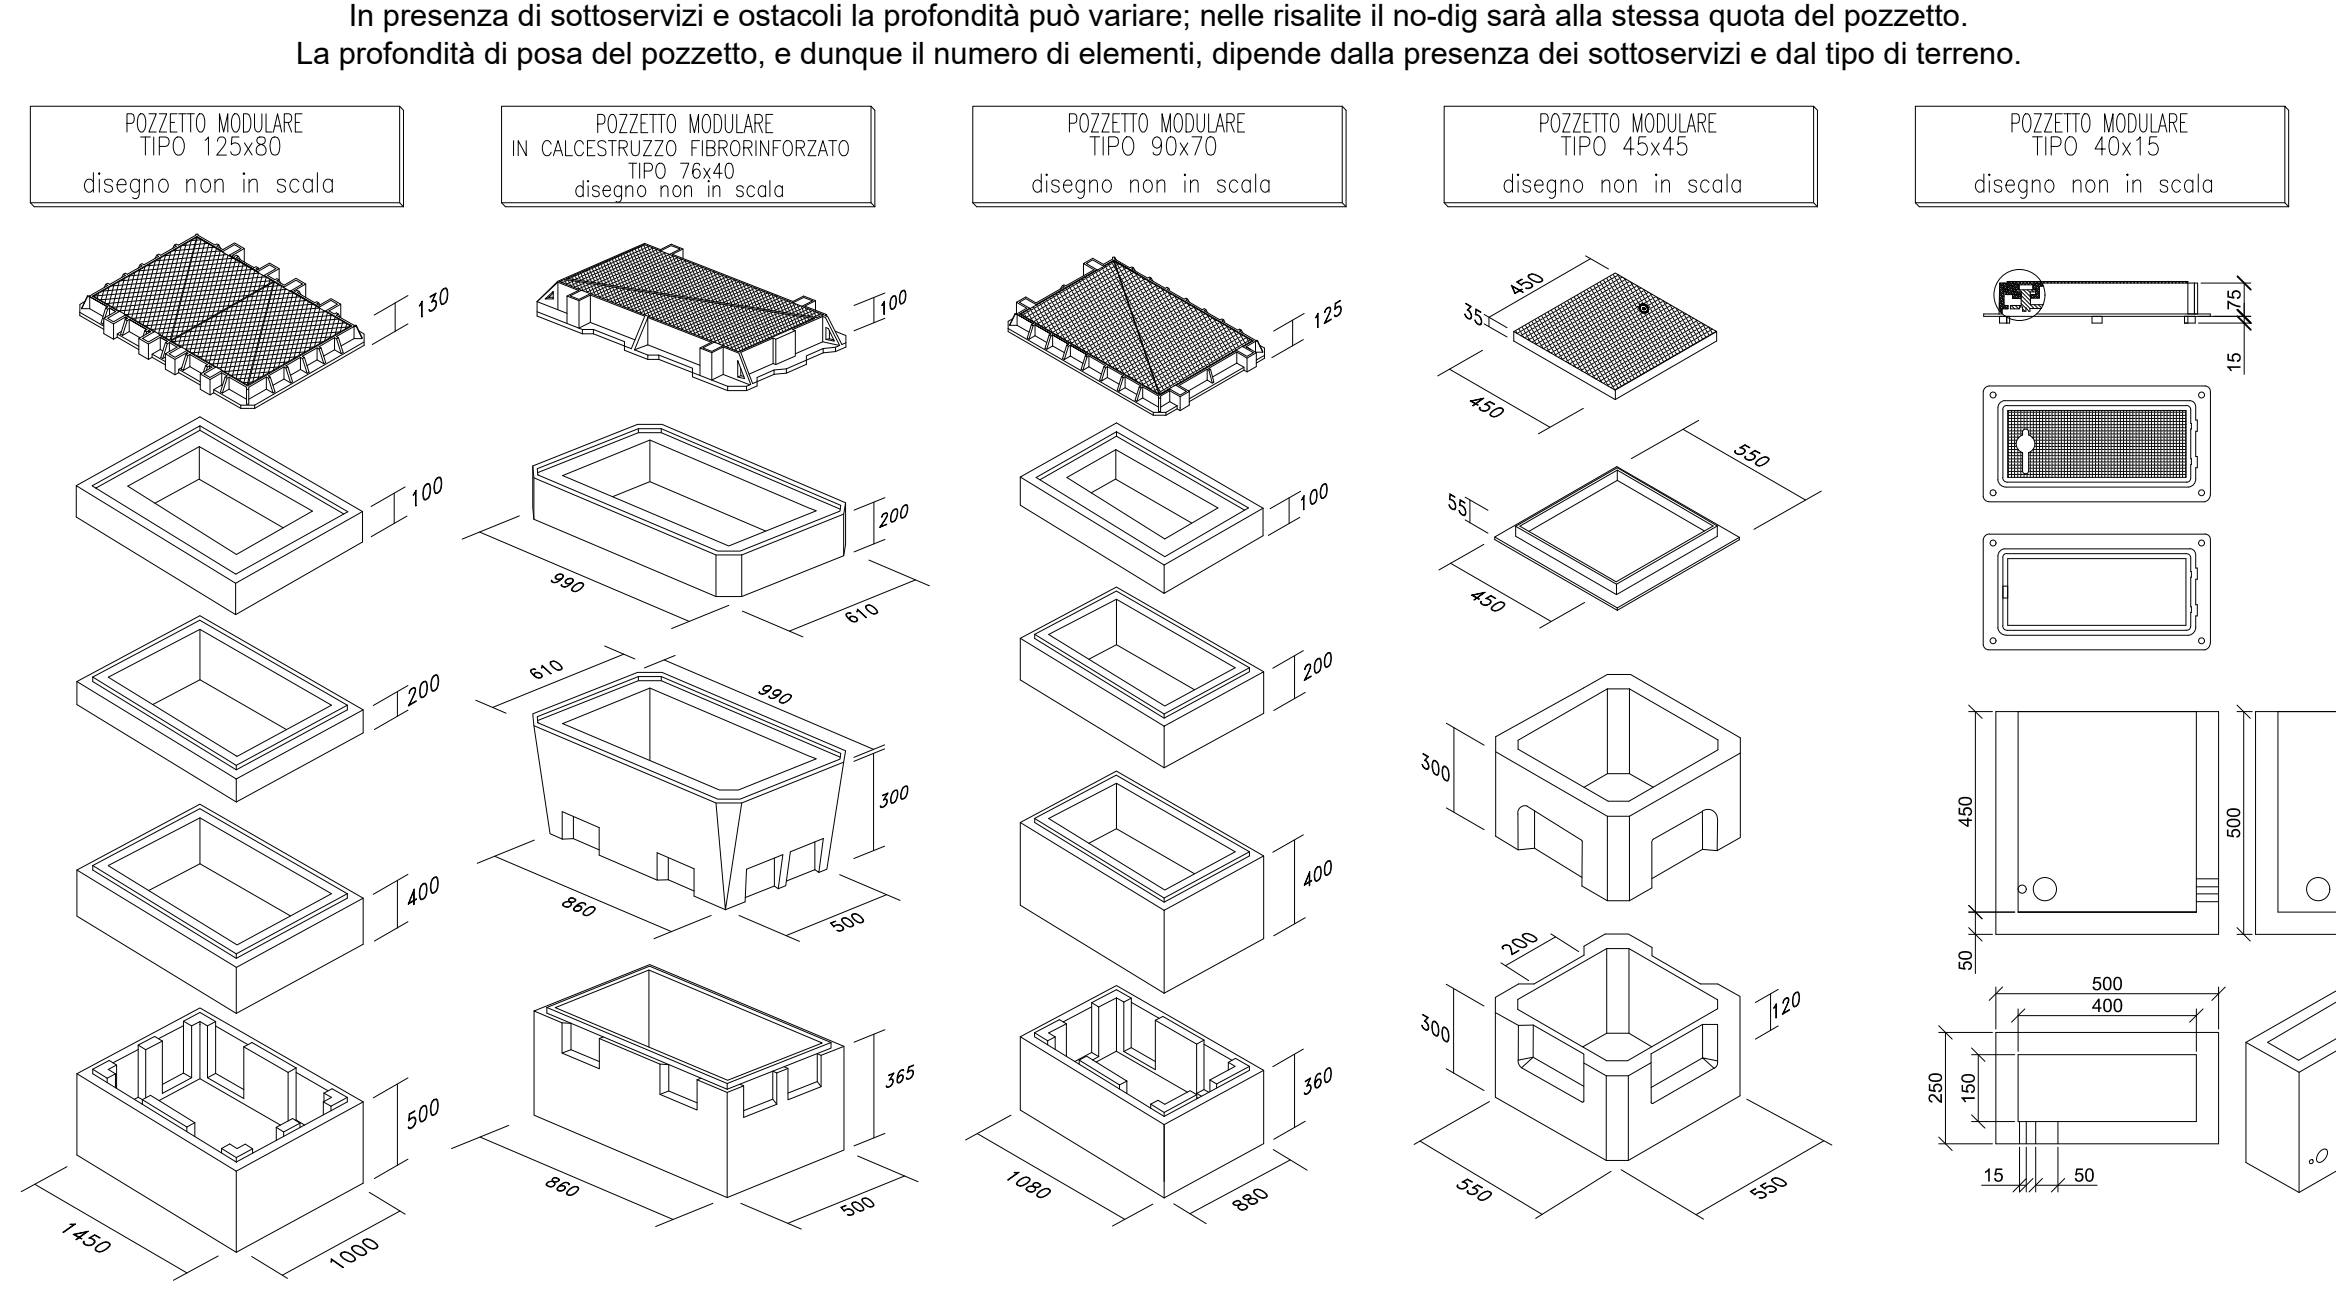 In presenza di sottoservizi e ostacoli la profondità può variare; nelle risalite il no-dig sarà alla stessa quota del pozzetto.
La profondità di posa del pozzetto, e dunque il numero di elementi, dipende dalla presenza dei sottoservizi e dal tipo di terreno.
POZZETTO MODULARE
TIPO 125x80
disegno non in scala
130
100
200
400
500
1450
1000
POZZETTO MODULARE
IN CALCESTRUZZO FIBRORINFORZATO
TIPO 76x40
disegno non in scala
100
200
990
610
610
990
300
860
500
365
860
500
POZZETTO MODULARE
TIPO 90x70
disegno non in scala
125
100
200
400
360
1080
880
POZZETTO MODULARE
TIPO 45x45
disegno non in scala
450
35
450
550
55
450
300
200
120
300
550
550
POZZETTO MODULARE
TIPO 40x15
disegno non in scala
75
15
450
500
50
500
400
250
150
15
50